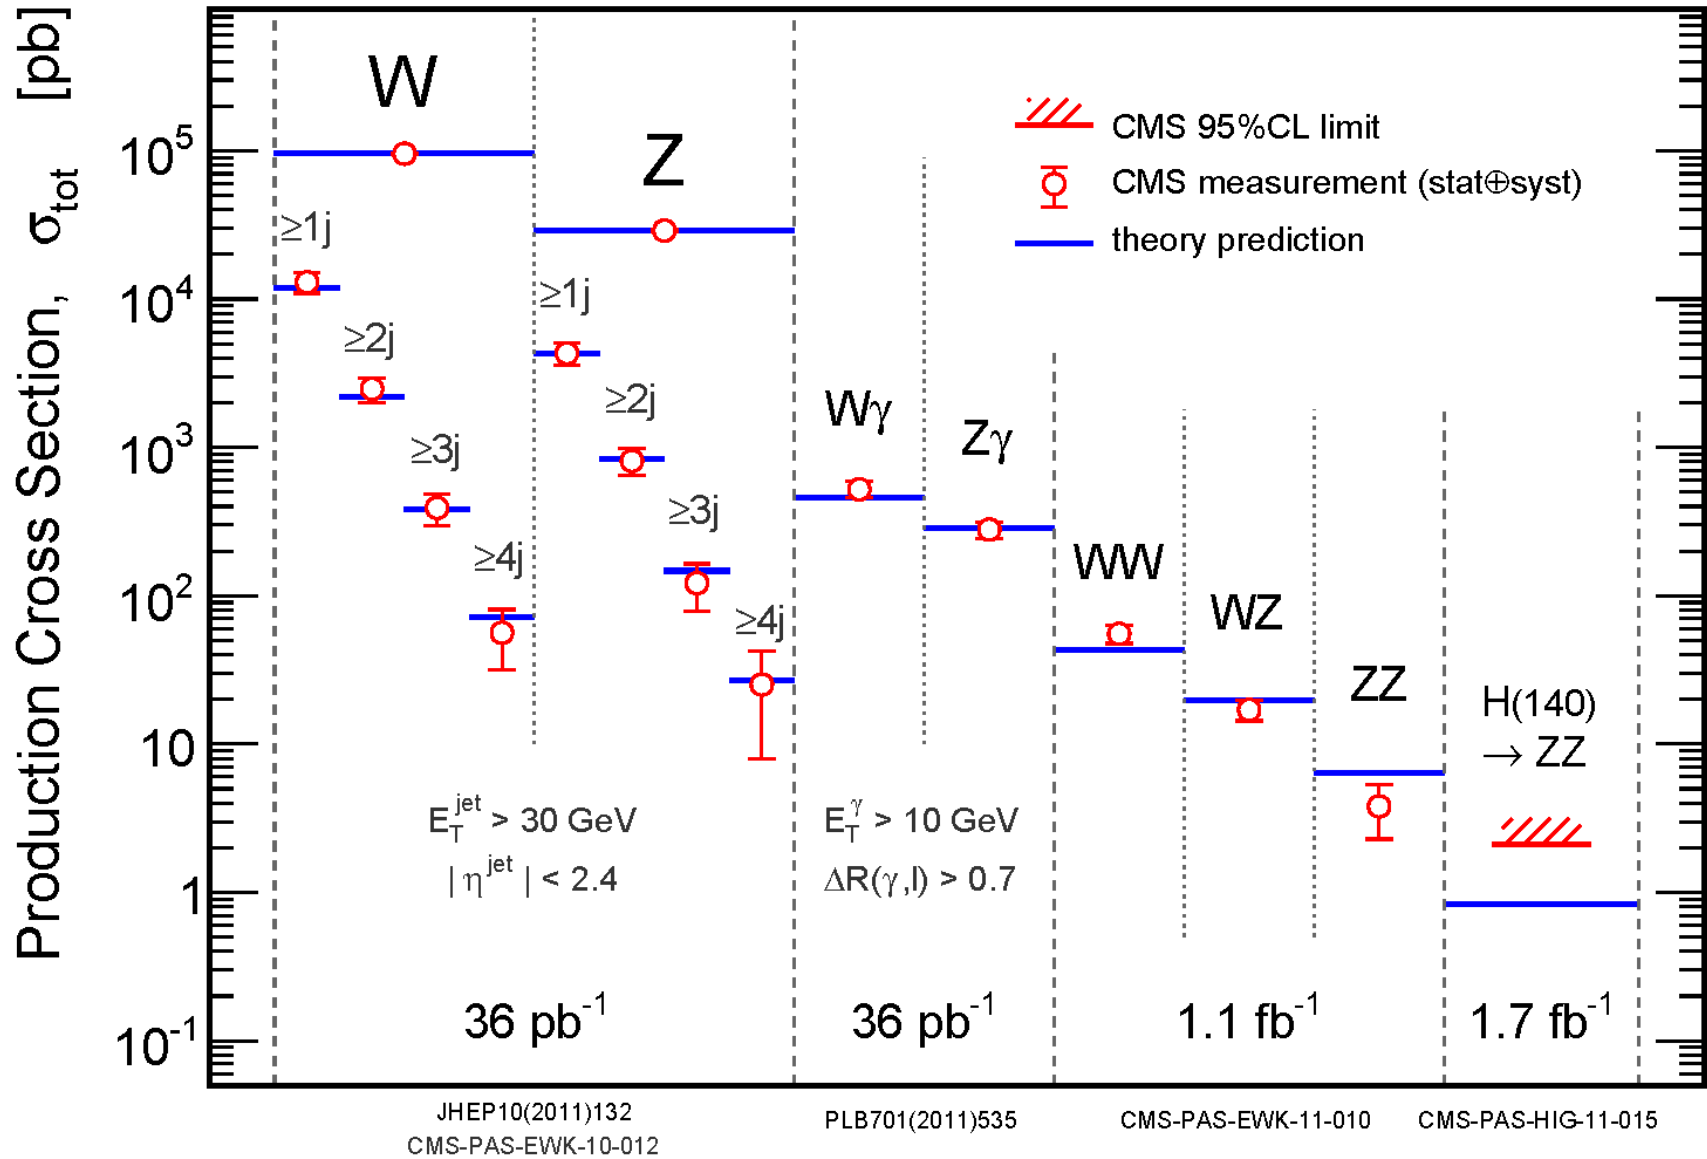 Production Cross Section, σtot [pb]
10^5
10^4
10^3
10^2
10
1
10^-1
W
≥1j
≥2j
≥3j
≥4j
Z
≥1j
≥2j
≥3j
≥4j
Wγ
Zγ
WW
WZ
ZZ
H(140)
→ ZZ
CMS 95%CL limit
CMS measurement (stat⊕syst)
theory prediction
E_T^jet > 30 GeV
| η^jet | < 2.4
E_T^γ > 10 GeV
ΔR(γ,l) > 0.7
36 pb^-1
36 pb^-1
1.1 fb^-1
1.7 fb^-1
JHEP10(2011)132
CMS-PAS-EWK-10-012
PLB701(2011)535
CMS-PAS-EWK-11-010
CMS-PAS-HIG-11-015